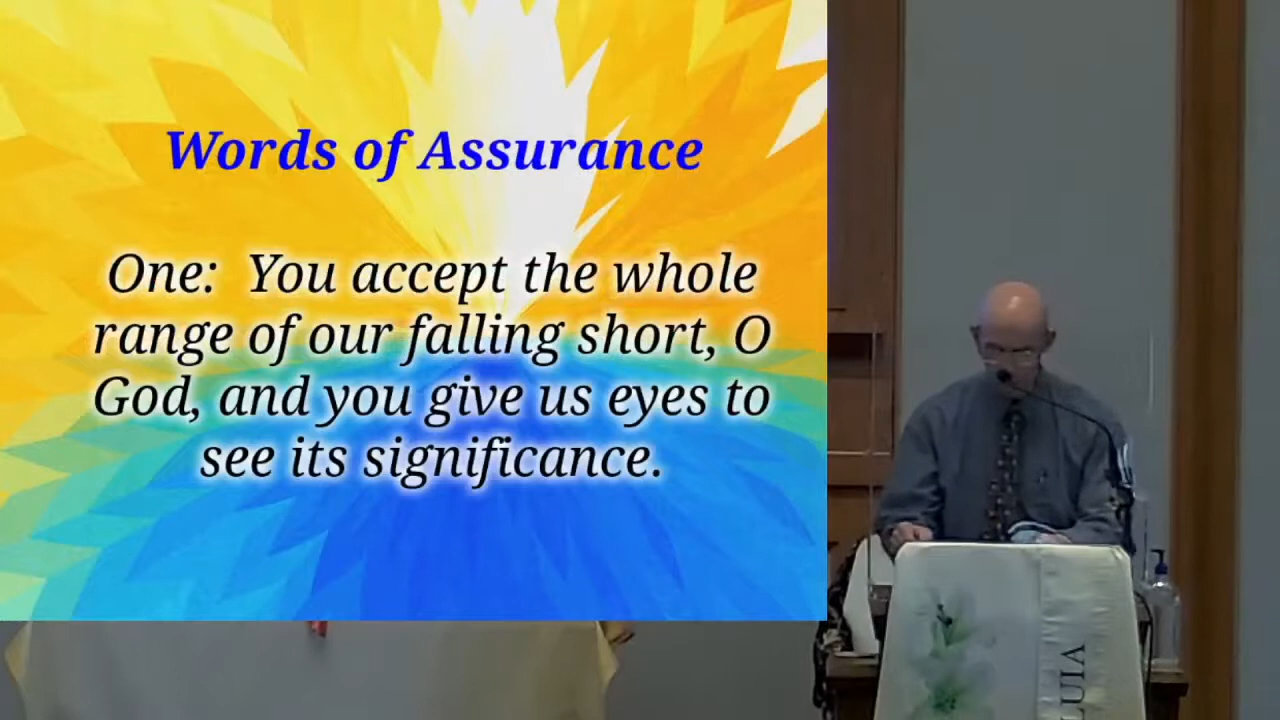 Words of Assurance
One:  You accept the whole
range of our falling short, O
God, and you give us eyes to
see its significance.